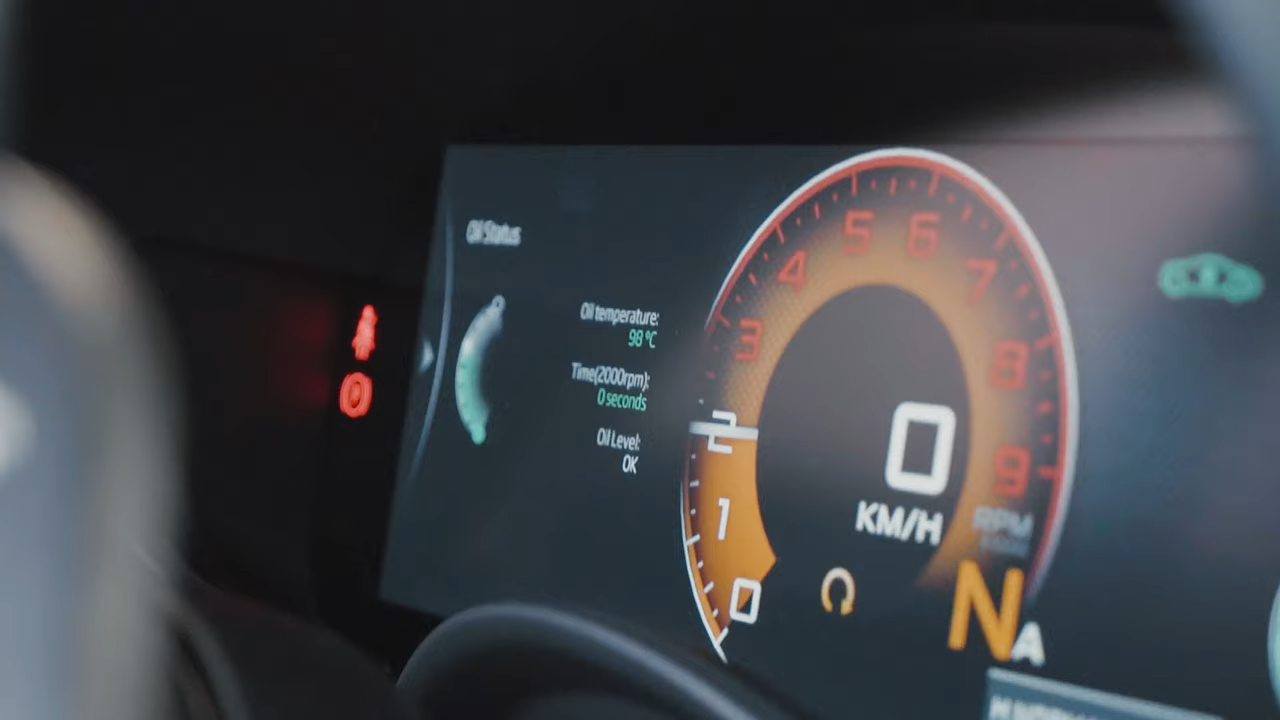 Oil Status
Oil temperature:
98 °C
Time(2000rpm):
0 seconds
Oil Level:
OK
0
1
2
3
4
5
6
7
8
9
0
KM/H
RPM
N
A